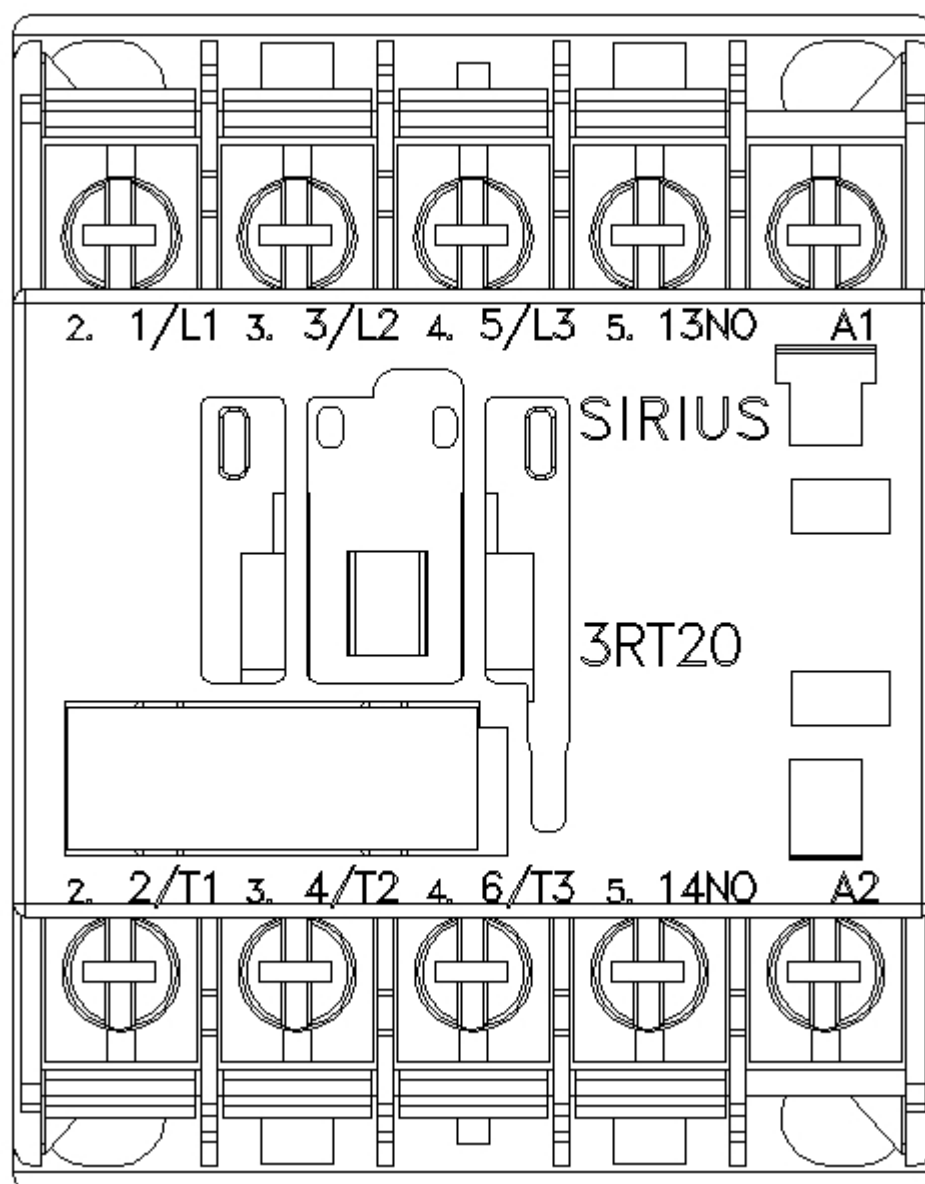 2. 1/L1 3. 3/L2 4. 5/L3 5. 13NO A1
SIRIUS
3RT20
2. 2/T1 3. 4/T2 4. 6/T3 5. 14NO A2